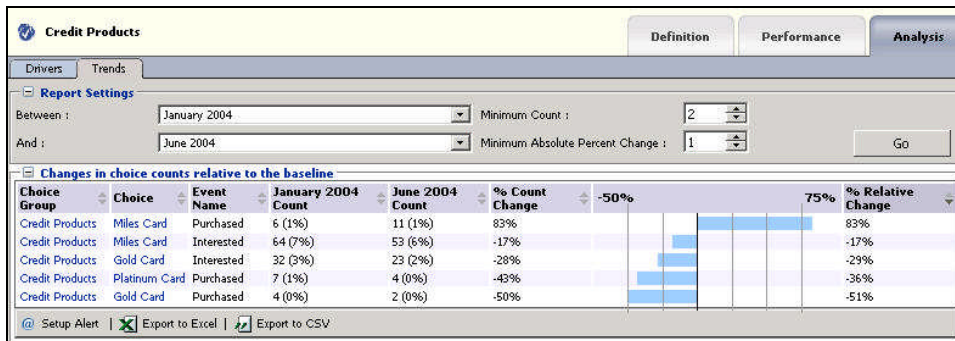 Credit Products
Definition Performance Analysis
Drivers Trends
Report Settings
Between : January 2004 Minimum Count : 2
And : June 2004 Minimum Absolute Percent Change : 1 Go
Changes in choice counts relative to the baseline
Choice Group Choice Event Name January 2004 Count June 2004 Count % Count Change -50% 75% % Relative Change
Credit Products Miles Card Purchased 6 (1%) 11 (1%) 83% 83%
Credit Products Miles Card Interested 64 (7%) 53 (6%) -17% -17%
Credit Products Gold Card Interested 32 (3%) 23 (2%) -28% -29%
Credit Products Platinum Card Purchased 7 (1%) 4 (0%) -43% -36%
Credit Products Gold Card Purchased 4 (0%) 2 (0%) -50% -51%
@ Setup Alert | Export to Excel | Export to CSV